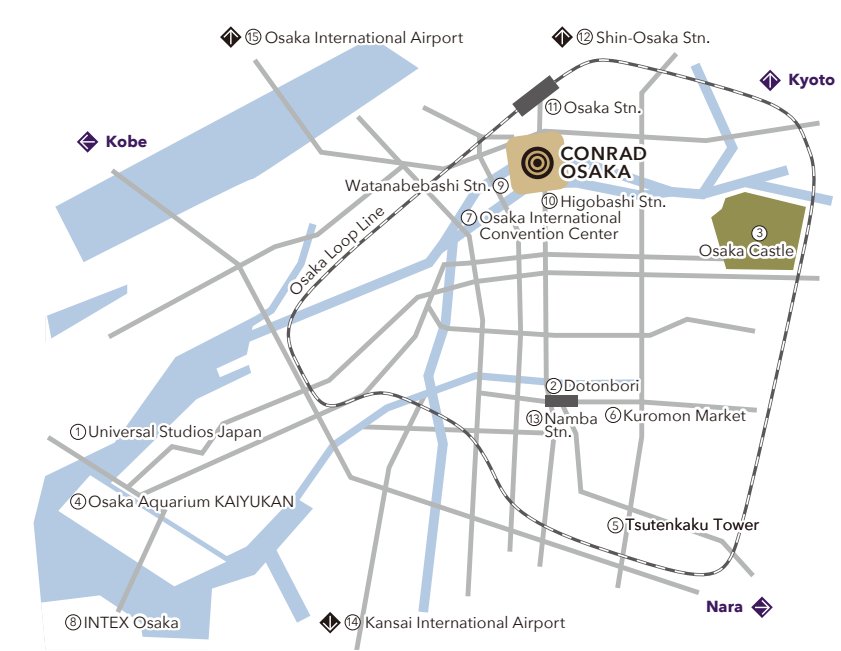 ⑮ Osaka International Airport
⑫ Shin-Osaka Stn.
Kyoto
⑪ Osaka Stn.
Kobe
CONRAD
OSAKA
Watanabebashi Stn. ⑨
⑩ Higobashi Stn.
⑦ Osaka International
Convention Center
③
Osaka Castle
Osaka Loop Line
② Dotonbori
⑬ Namba
Stn.
⑥ Kuromon Market
① Universal Studios Japan
④ Osaka Aquarium KAIYUKAN
⑤ Tsutenkaku Tower
Nara
⑧ INTEX Osaka
⑭ Kansai International Airport